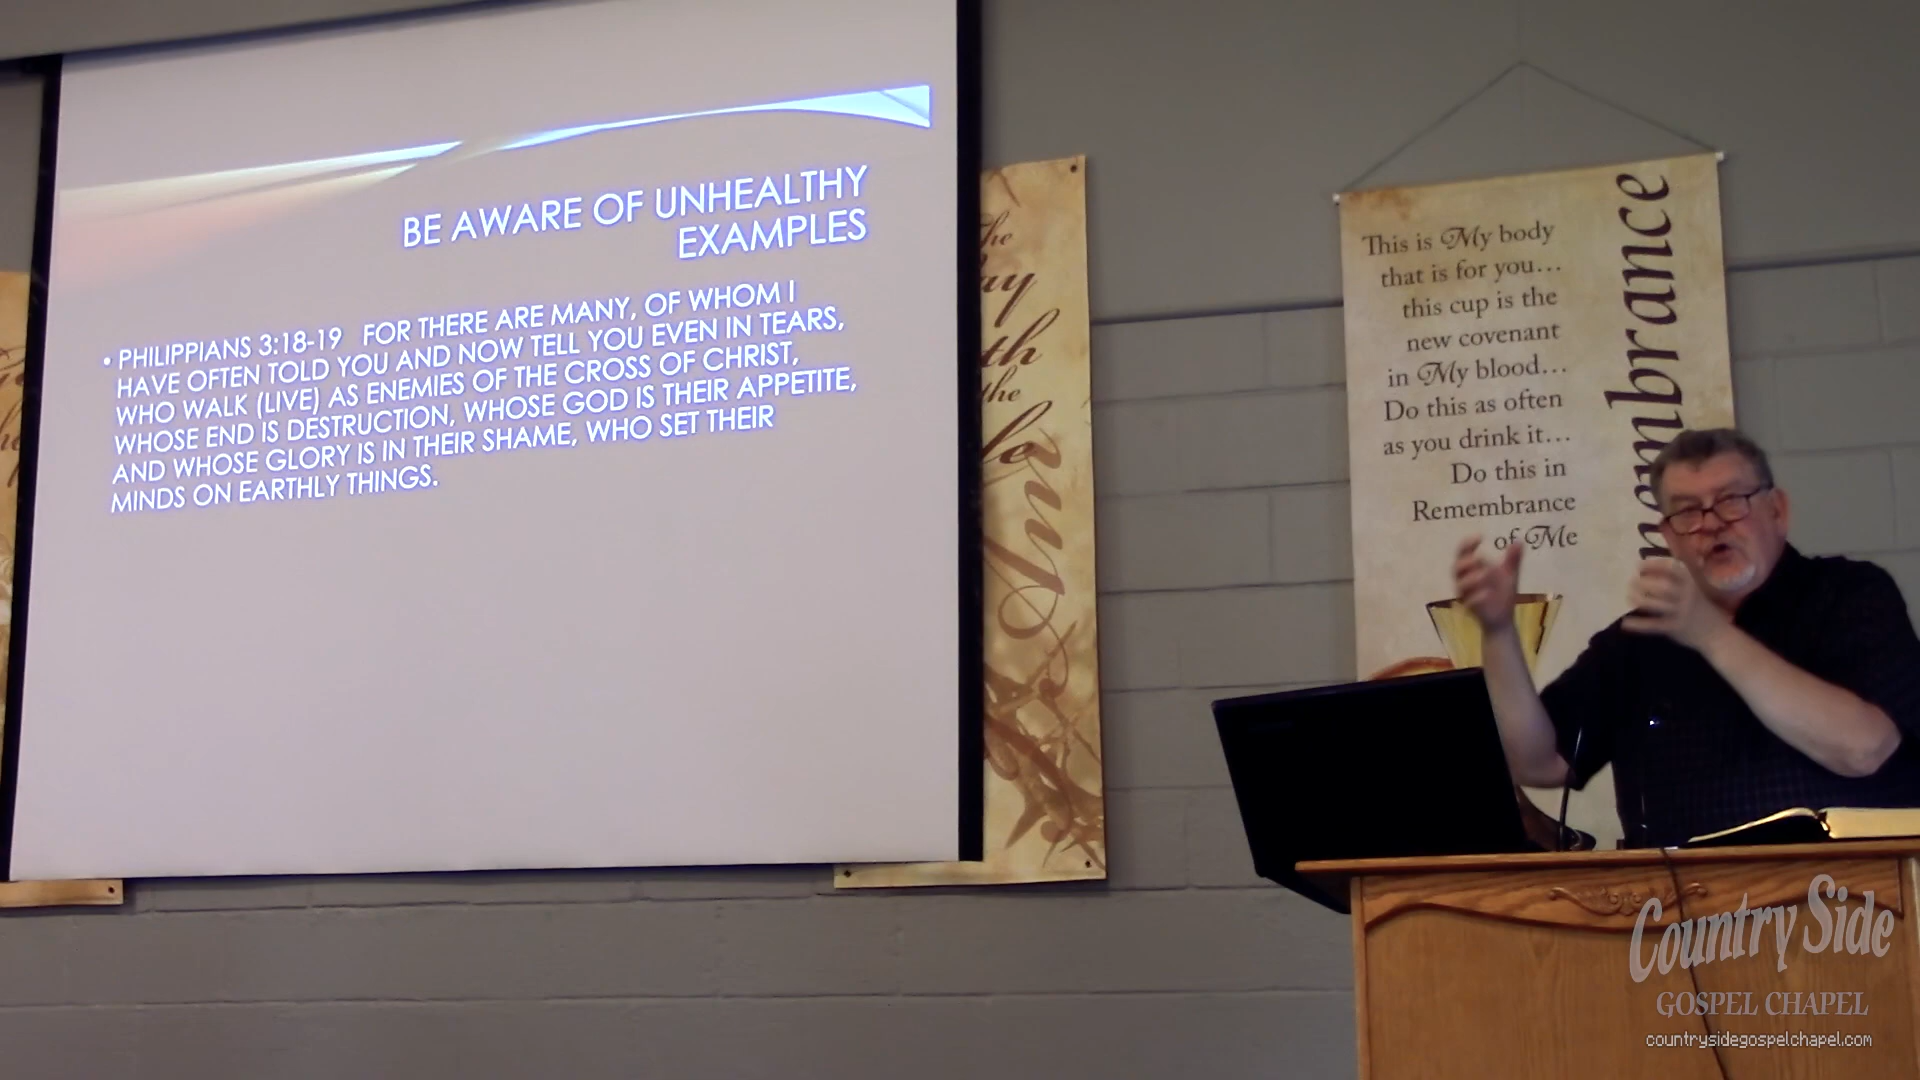 BE AWARE OF UNHEALTHY
EXAMPLES
• PHILIPPIANS 3:18-19 FOR THERE ARE MANY, OF WHOM I
HAVE OFTEN TOLD YOU AND NOW TELL YOU EVEN IN TEARS,
WHO WALK (LIVE) AS ENEMIES OF THE CROSS OF CHRIST,
WHOSE END IS DESTRUCTION, WHOSE GOD IS THEIR APPETITE,
AND WHOSE GLORY IS IN THEIR SHAME, WHO SET THEIR
MINDS ON EARTHLY THINGS.
the
This is My body
that is for you...
this cup is the
new covenant
in My blood...
Do this as often
as you drink it...
Do this in
Remembrance
of Me
Country Side
GOSPEL CHAPEL
countrysidegospelchapel.com